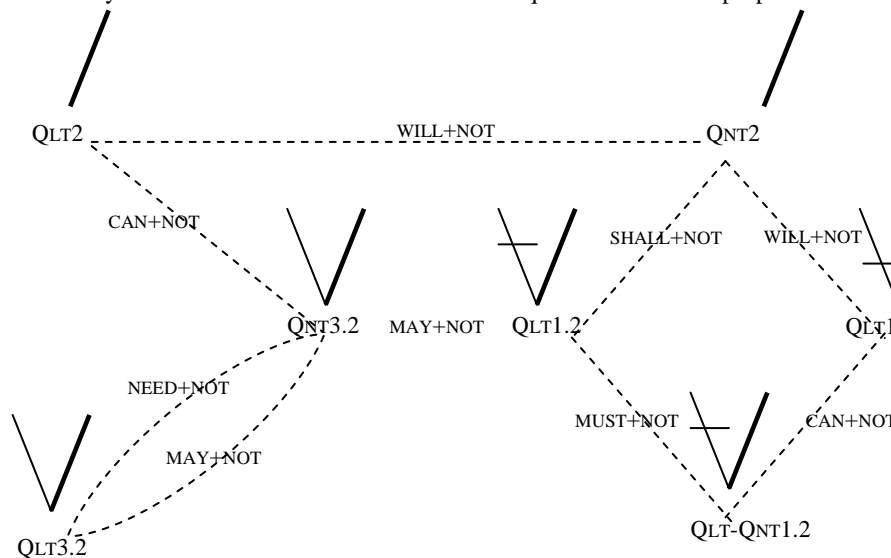 QLT2
WILL+NOT
QNT2
CAN+NOT
SHALL+NOT
WILL+NOT
QNT3.2
MAY+NOT
QLT1.2
QLT1
NEED+NOT
MAY+NOT
MUST+NOT
CAN+NOT
QLT-QNT1.2
QLT3.2